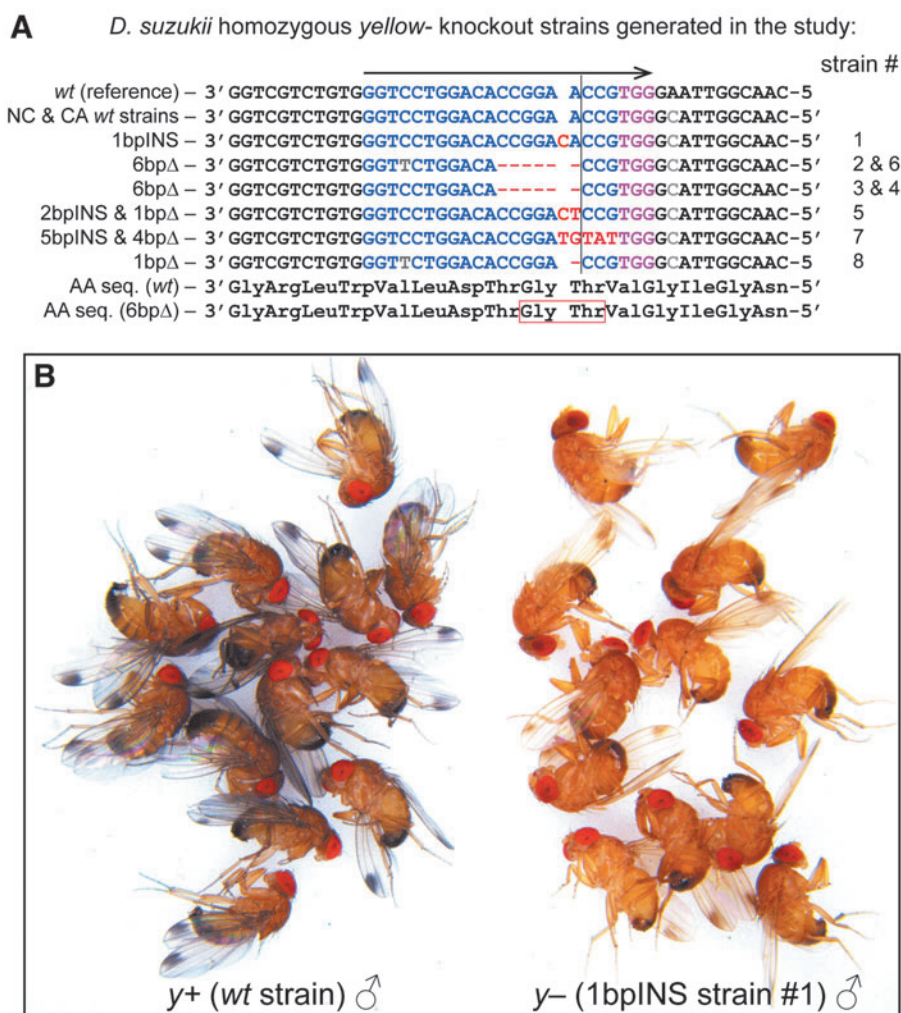 A D. suzukii homozygous yellow- knockout strains generated in the study:
strain #
wt (reference) – 3′GGTCGTCTGTGGGTCCTGGACACCGGA ACCGTGGGAATTGGCAAC-5
NC & CA wt strains – 3′GGTCGTCTGTGGGTCCTGGACACCGGA ACCGTGGGCATTGGCAAC-5′
1bpINS – 3′GGTCGTCTGTGGGTCCTGGACACCGGACACCGTGGGCATTGGCAAC-5′ 1
6bpΔ – 3′GGTCGTCTGTGGGTTCTGGACA----- -CCGTGGGCATTGGCAAC-5′ 2 & 6
6bpΔ – 3′GGTCGTCTGTGGGTCCTGGACA----- -CCGTGGGCATTGGCAAC-5′ 3 & 4
2bpINS & 1bpΔ – 3′GGTCGTCTGTGGGTCCTGGACACCGGACTCCGTGGGCATTGGCAAC-5′ 5
5bpINS & 4bpΔ – 3′GGTCGTCTGTGGGTCCTGGACACCGGATGTATTGGGCATTGGCAAC-5′ 7
1bpΔ – 3′GGTCGTCTGTGGGTTCTGGACACCGGA -CCGTGGGCATTGGCAAC-5′ 8
AA seq. (wt) – 3′GlyArgLeuTrpValLeuAspThrGly ThrValGlyIleGlyAsn-5′
AA seq. (6bpΔ) – 3′GlyArgLeuTrpValLeuAspThrGly ThrValGlyIleGlyAsn-5′
B
y+ (wt strain) ♂ y– (1bpINS strain #1) ♂